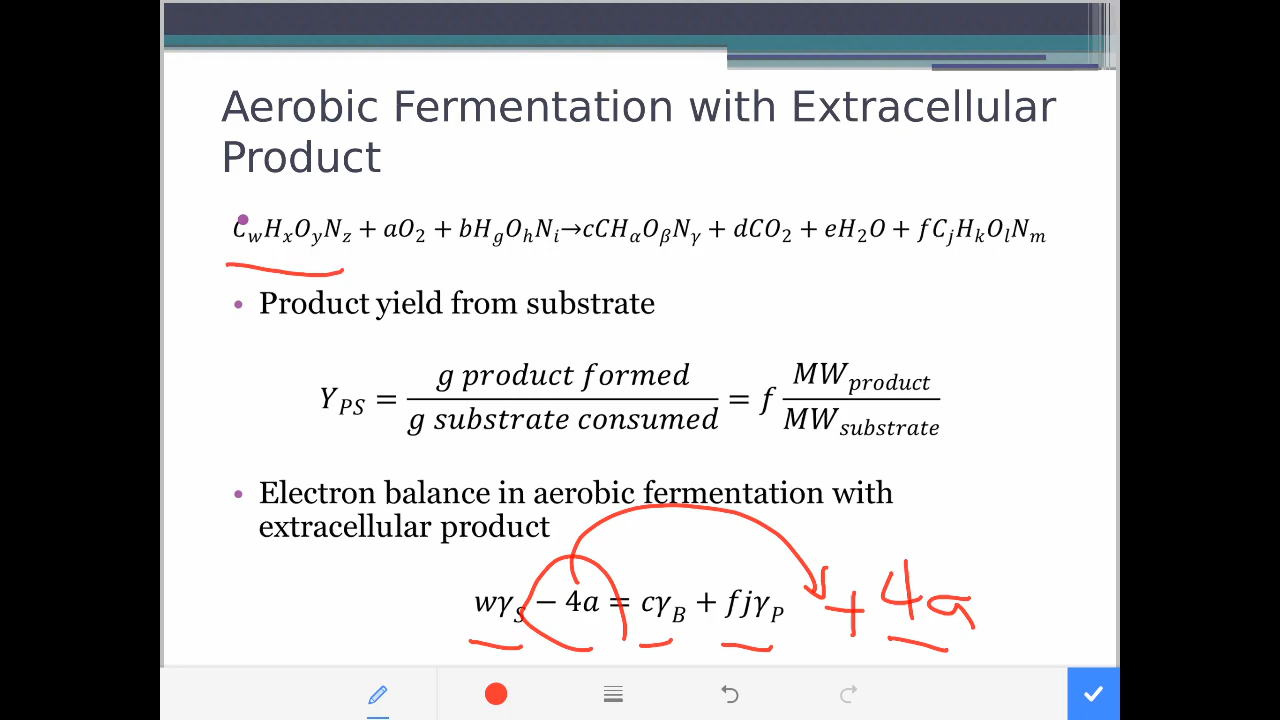 Aerobic Fermentation with Extracellular
Product
C_wH_xO_yN_z + aO_2 + bH_gO_hN_i→cCH_αO_βN_γ + dCO_2 + eH_2O + fC_jH_kO_lN_m
• Product yield from substrate
Y_PS = g product formed / g substrate consumed = f MW_product / MW_substrate
• Electron balance in aerobic fermentation with
extracellular product
wγ_S − 4a = cγ_B + fjγ_P + 4a